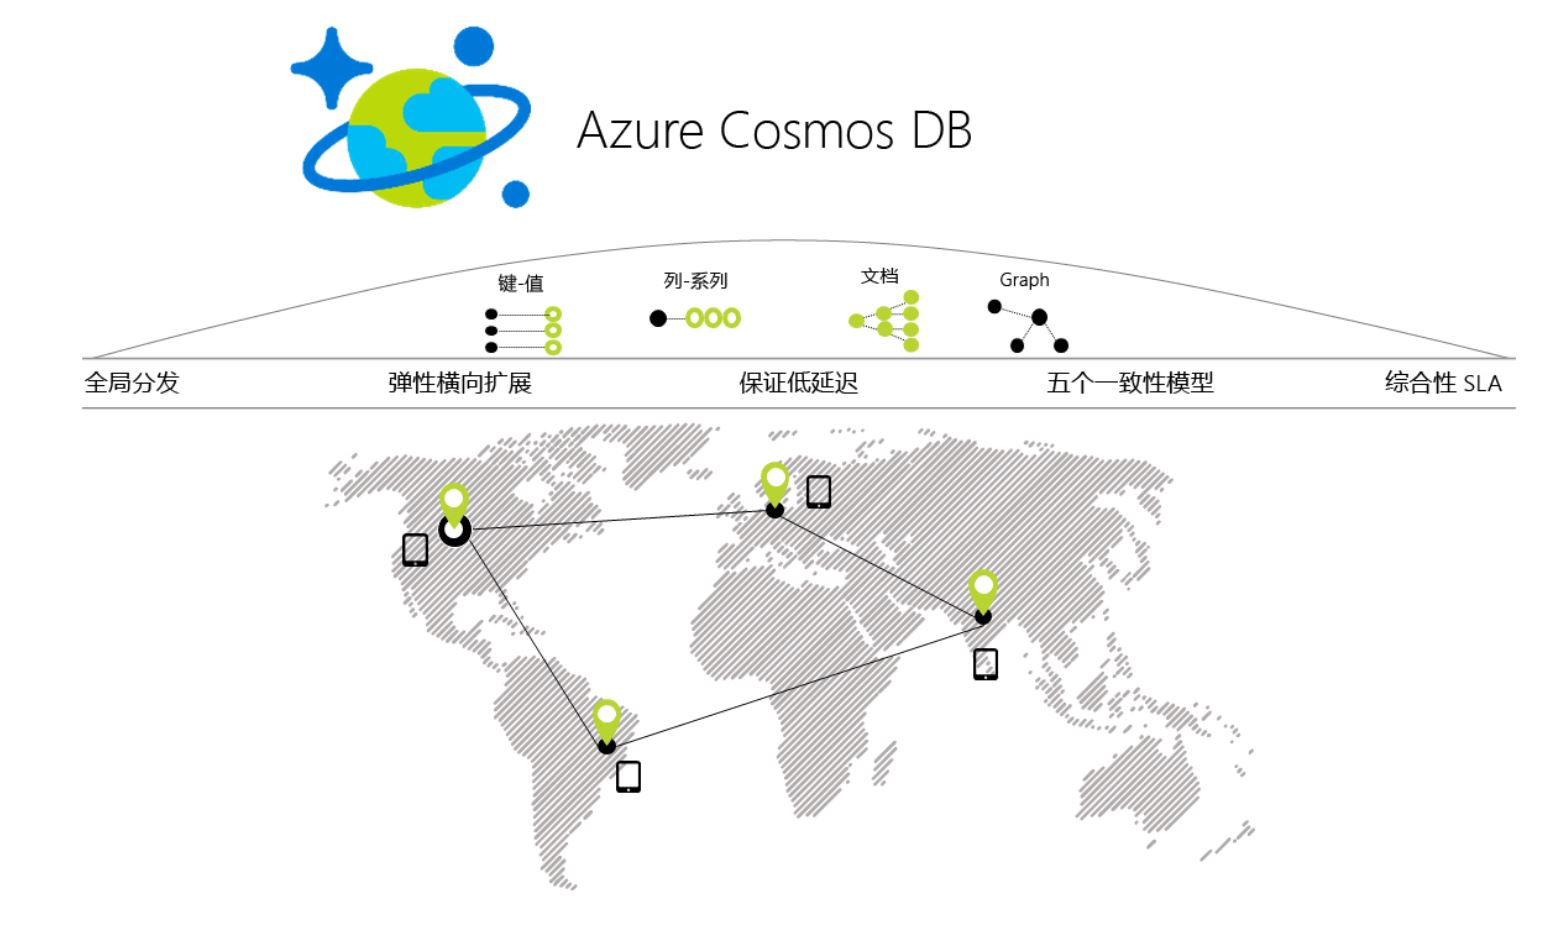 Azure Cosmos DB
键-值
列-系列
文档
Graph
全局分发
弹性横向扩展
保证低延迟
五个一致性模型
综合性 SLA